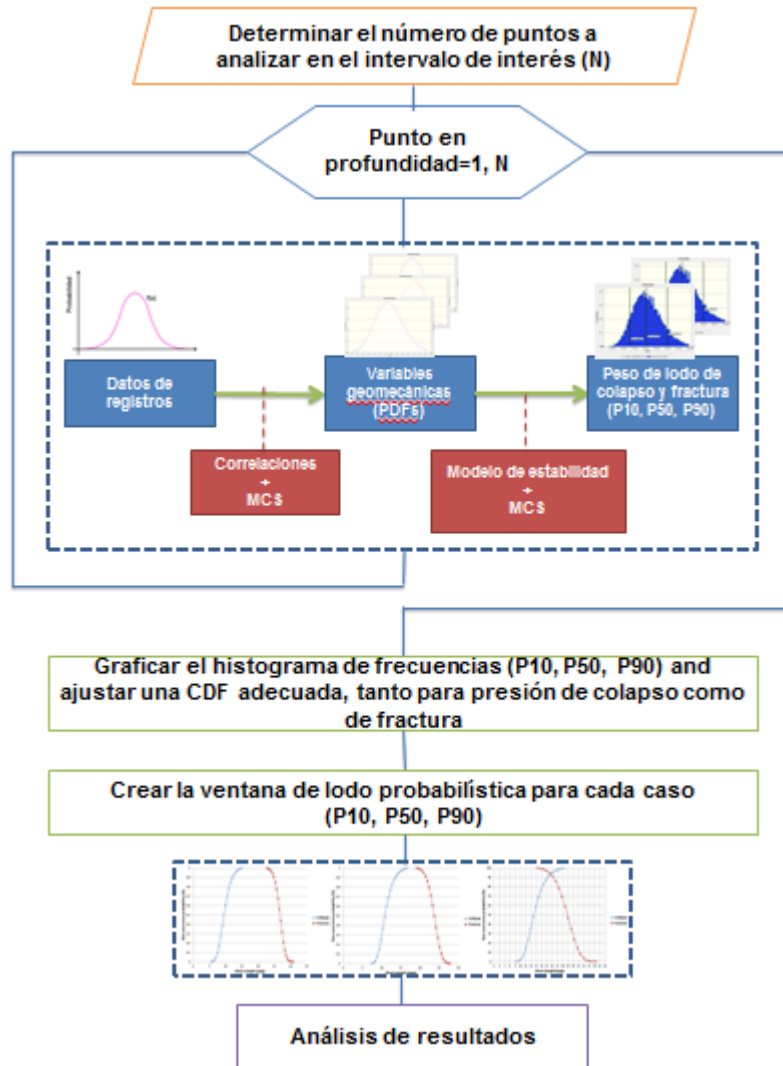 Determinar el número de puntos a
analizar en el intervalo de interés (N)
Punto en
profundidad=1, N
Probabilidad
Datos de
registros
Variables
geomecánicas
(PDFs)
Peso de lodo de
colapso y fractura
(P10, P50, P90)
Correlaciones
+
MCS
Modelo de estabilidad
+
MCS
Graficar el histograma de frecuencias (P10, P50, P90) and
ajustar una CDF adecuada, tanto para presión de colapso como
de fractura
Crear la ventana de lodo probabilística para cada caso
(P10, P50, P90)
Análisis de resultados